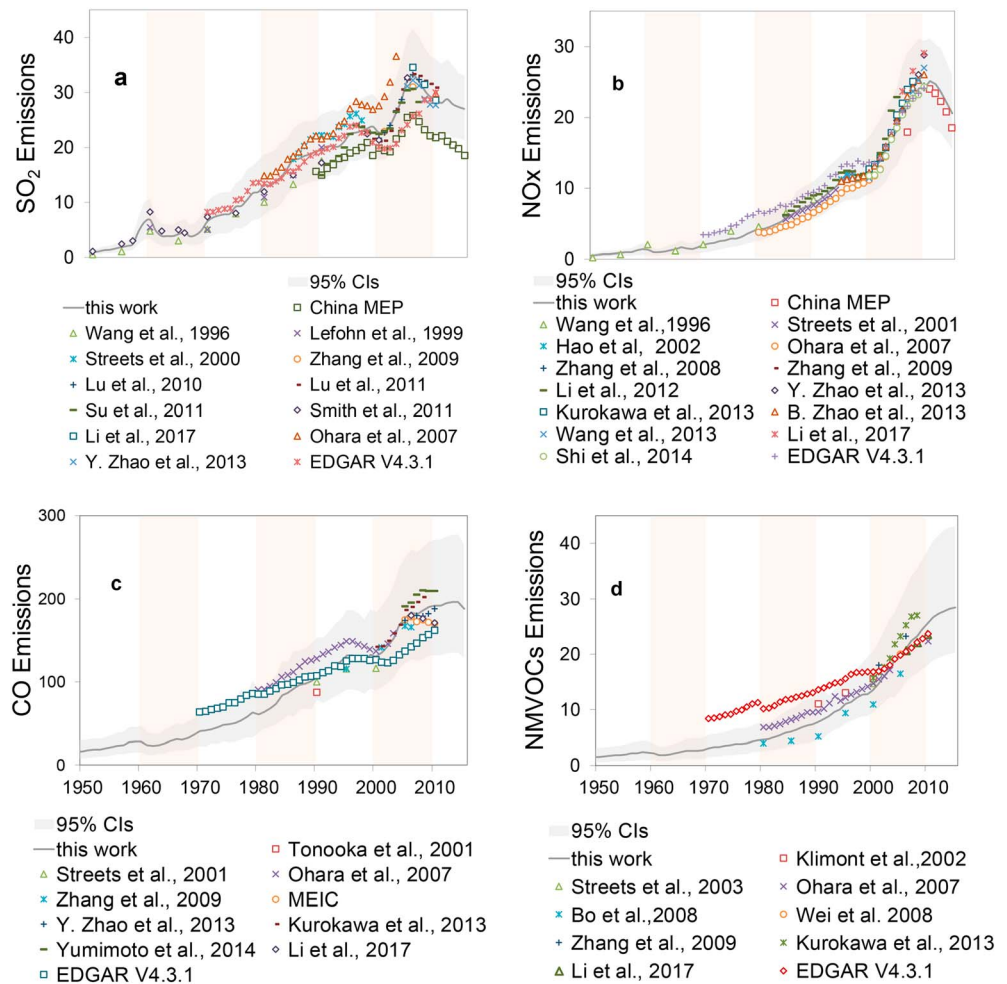 a
SO2 Emissions
40
30
20
10
0
95% CIs
this work
China MEP
Wang et al., 1996
Lefohn et al., 1999
Streets et al., 2000
Zhang et al., 2009
Lu et al., 2010
Lu et al., 2011
Su et al., 2011
Smith et al., 2011
Li et al., 2017
Ohara et al., 2007
Y. Zhao et al., 2013
EDGAR V4.3.1
b
NOx Emissions
30
20
10
0
95% CIs
this work
China MEP
Wang et al.,1996
Streets et al., 2001
Hao et al, 2002
Ohara et al., 2007
Zhang et al., 2008
Zhang et al., 2009
Li et al., 2012
Y. Zhao et al., 2013
Kurokawa et al., 2013
B. Zhao et al., 2013
Wang et al., 2013
Li et al., 2017
Shi et al., 2014
EDGAR V4.3.1
c
CO Emissions
300
200
100
0
1950 1960 1970 1980 1990 2000 2010
95% CIs
this work
Tonooka et al., 2001
Streets et al., 2001
Ohara et al., 2007
Zhang et al., 2009
MEIC
Y. Zhao et al., 2013
Kurokawa et al., 2013
Yumimoto et al., 2014
Li et al., 2017
EDGAR V4.3.1
d
NMVOCs Emissions
40
30
20
10
0
1950 1960 1970 1980 1990 2000 2010
95% CIs
this work
Klimont et al.,2002
Streets et al., 2003
Ohara et al., 2007
Bo et al.,2008
Wei et al. 2008
Zhang et al., 2009
Kurokawa et al., 2013
Li et al., 2017
EDGAR V4.3.1